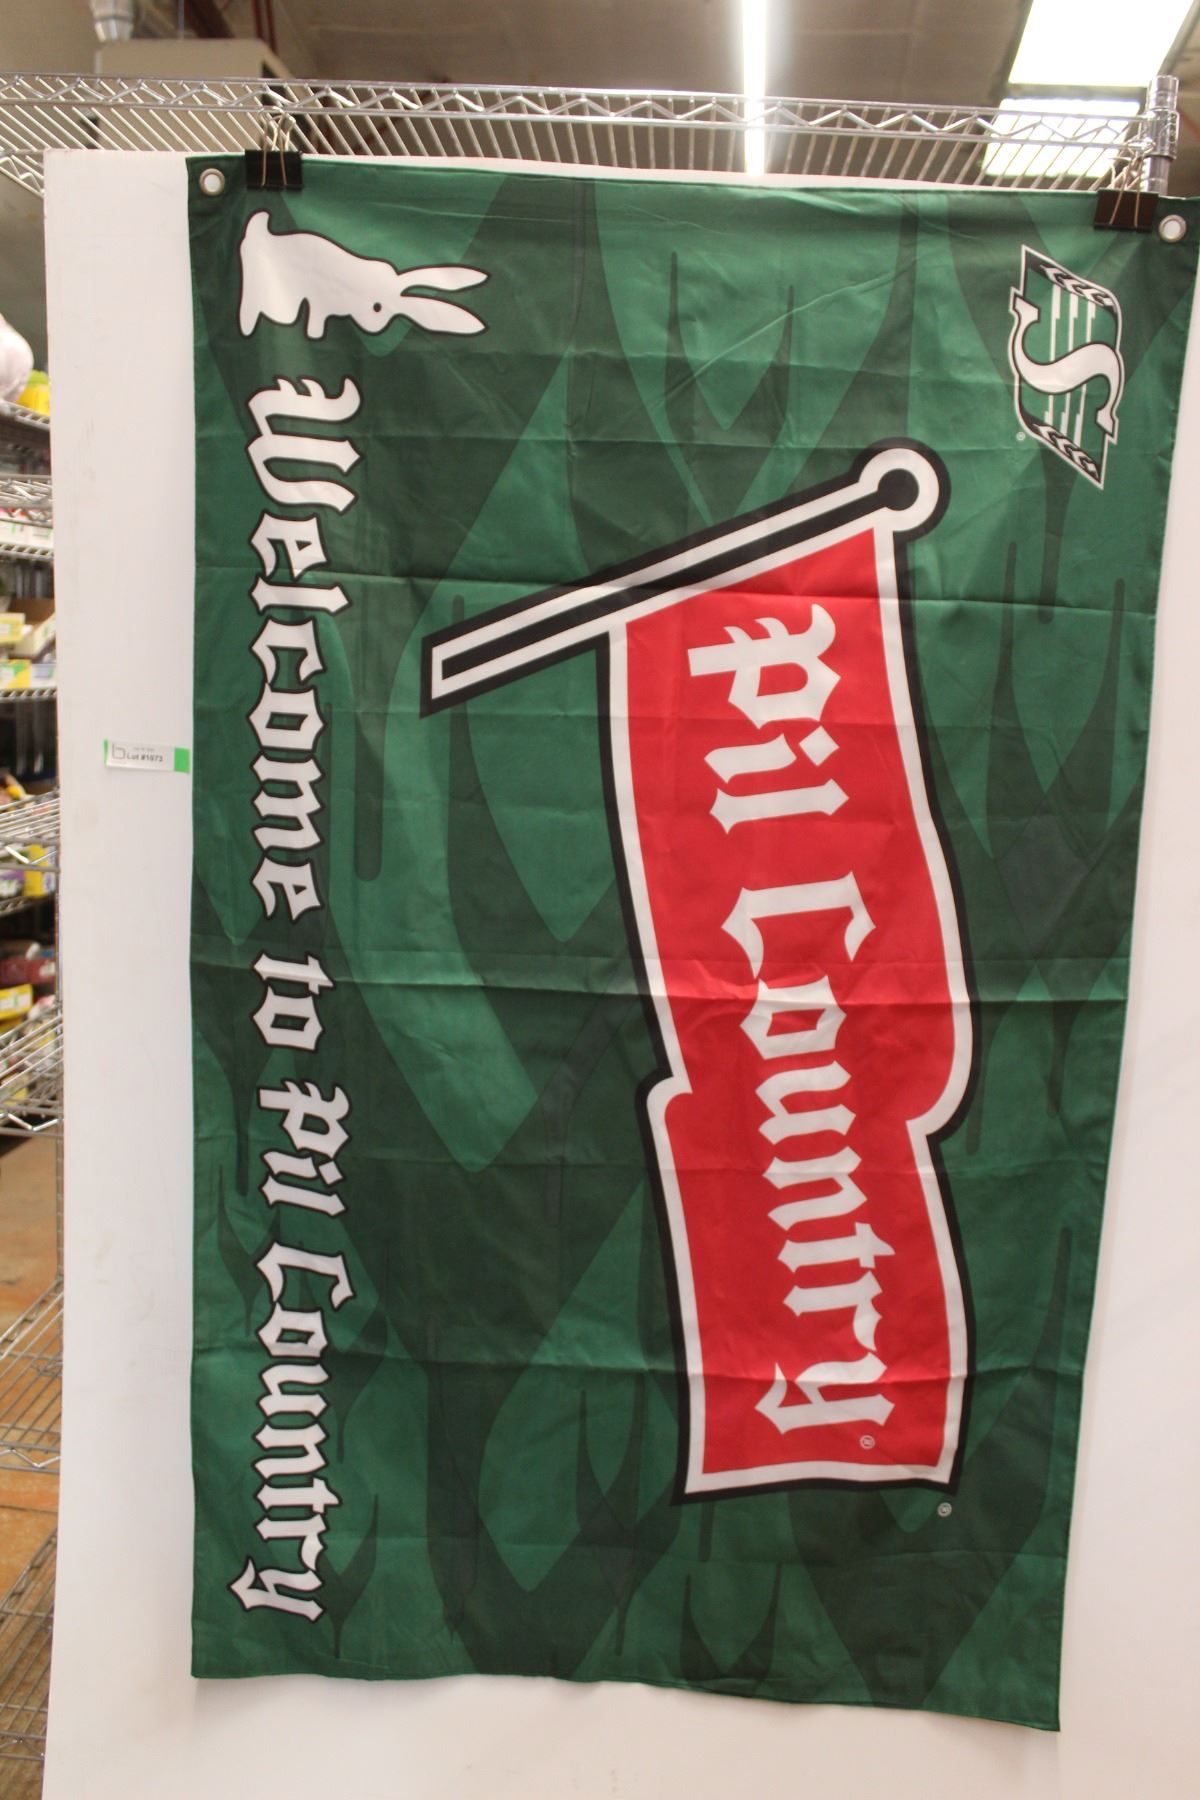 S
Pil Country
Welcome to Pil Country
Lot #1073